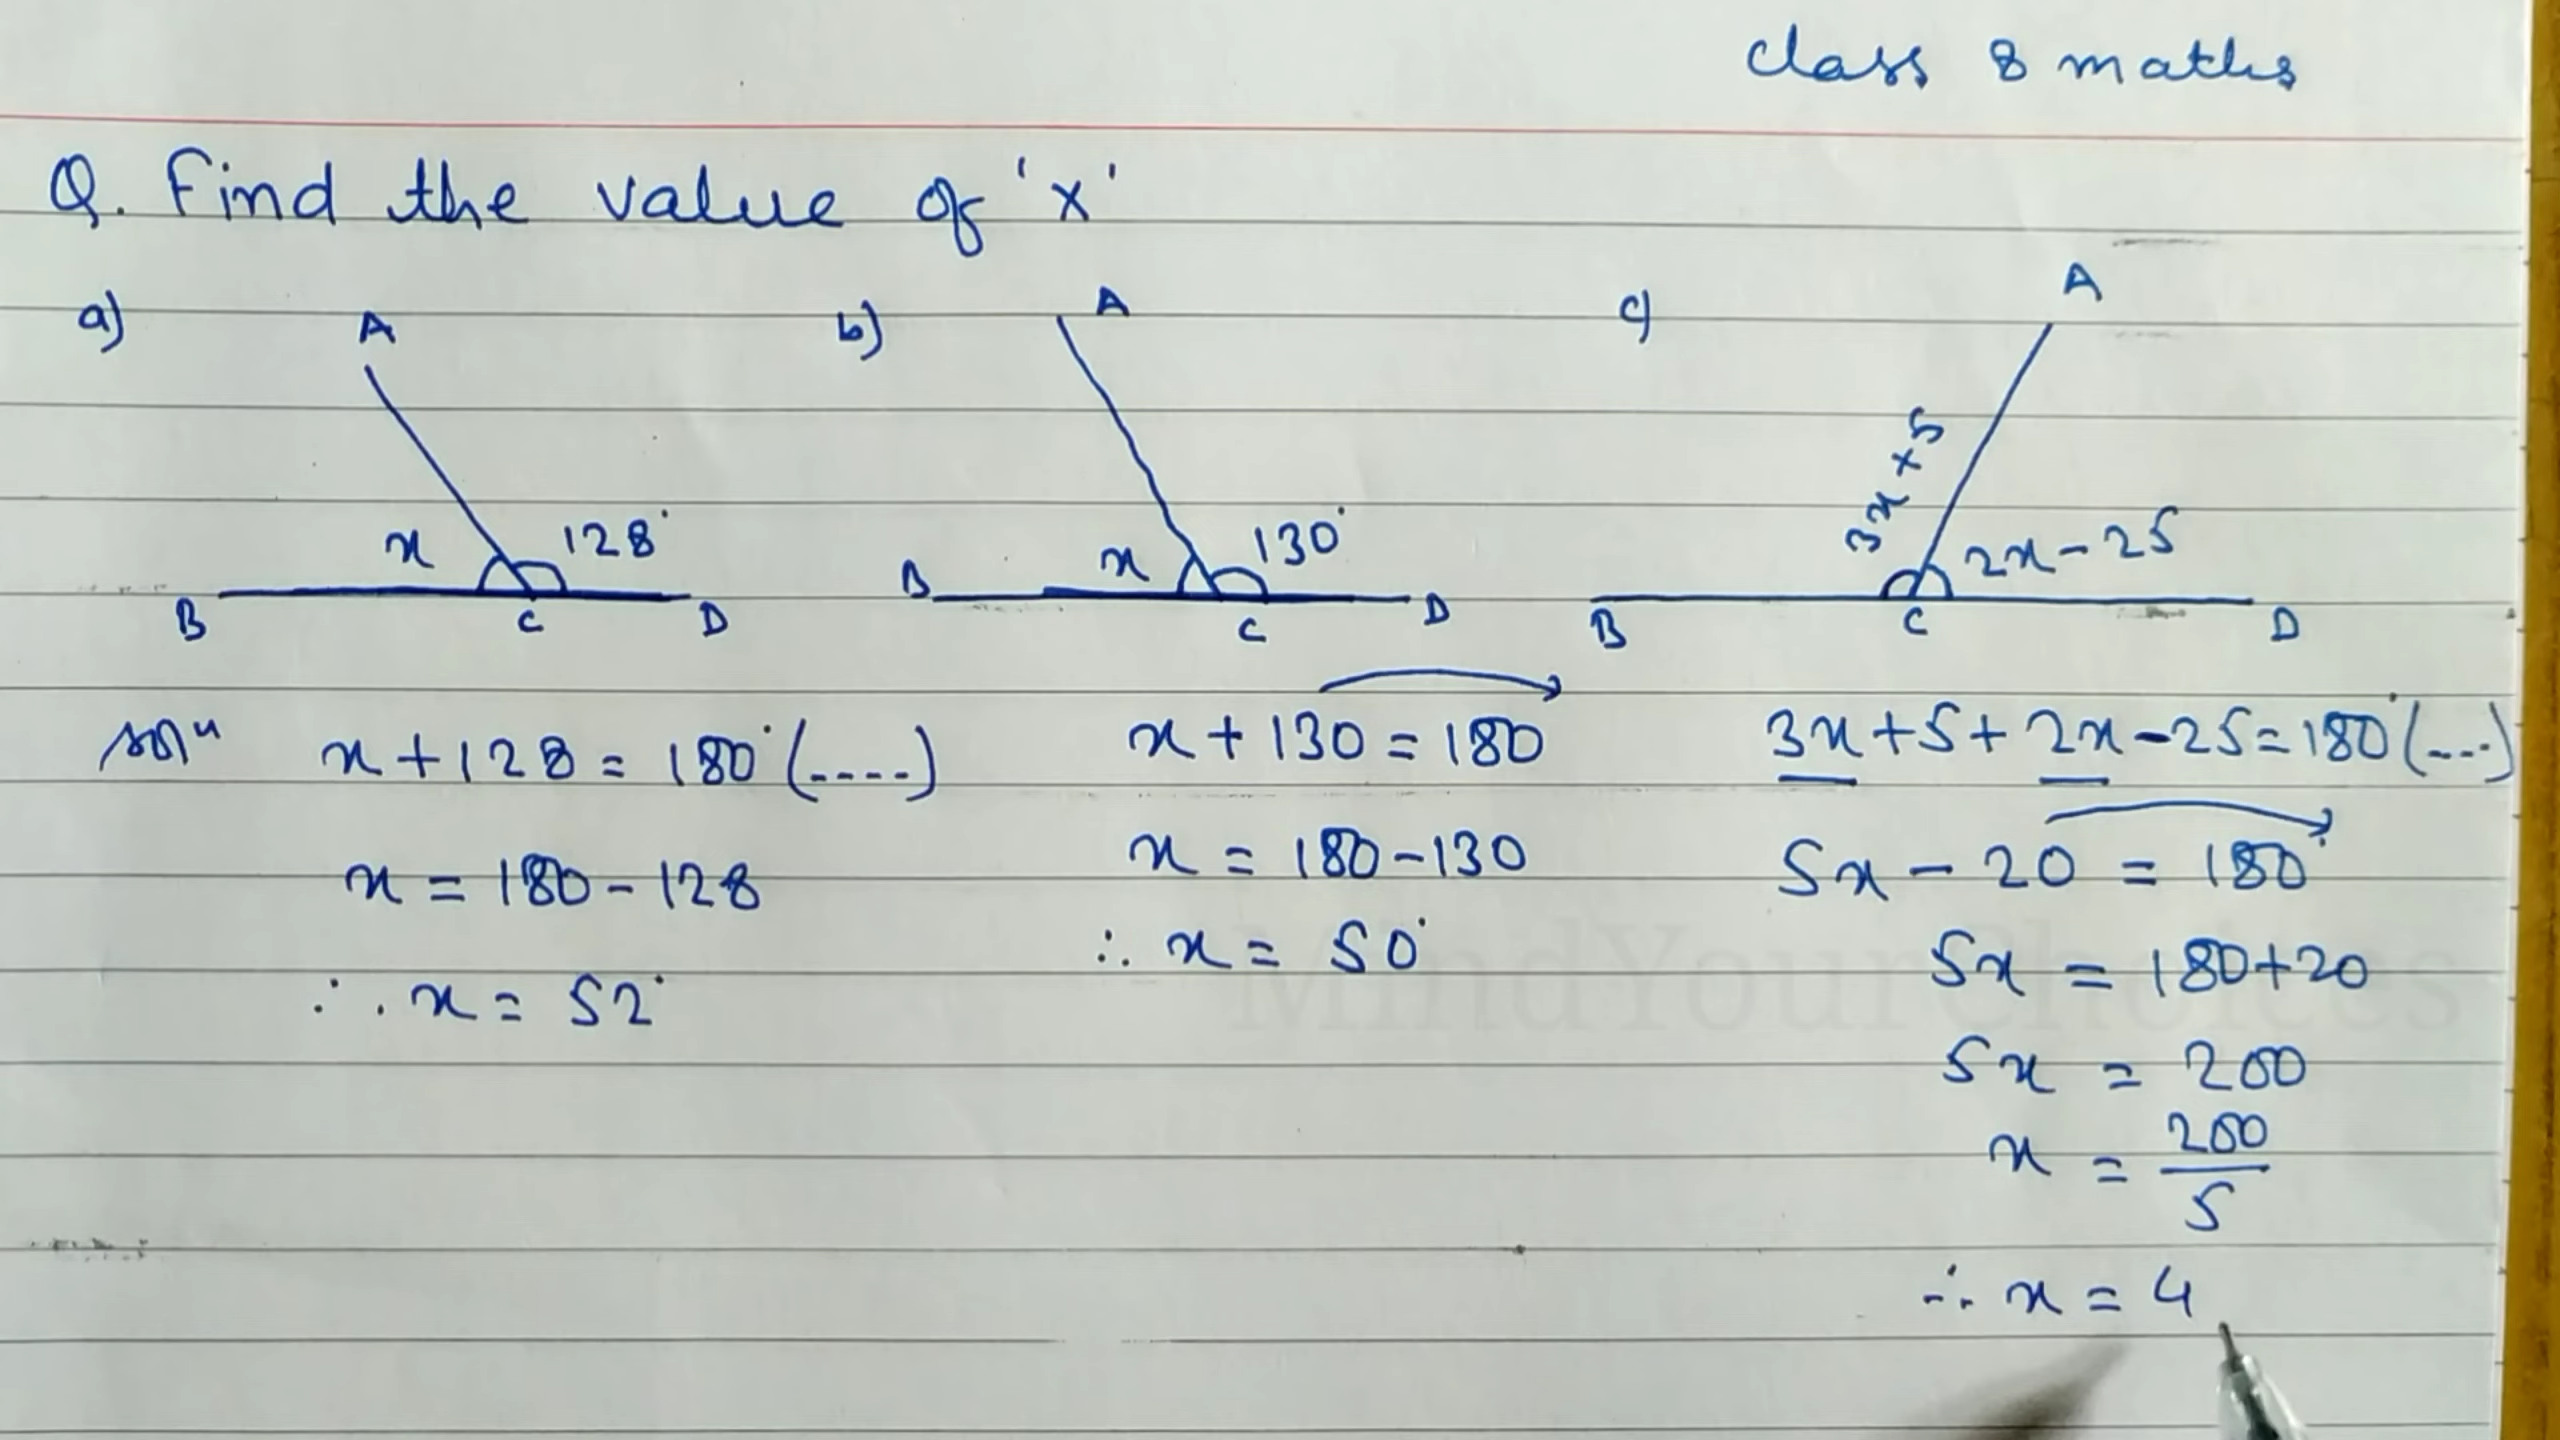 class 8 maths
Q. Find the value of 'x'
a)
A
x 128°
B C D
b)
A
x 130°
B C D
c)
A
3x + 5
2x - 25
B C D
soln x + 128 = 180° (....)
x = 180 - 128
∴ x = 52°
x + 130 = 180
x = 180 - 130
∴ x = 50°
3x + 5 + 2x - 25 = 180° (....)
5x - 20 = 180°
5x = 180 + 20
5x = 200
x = 200/5
∴ x = 4
MindYourChoices